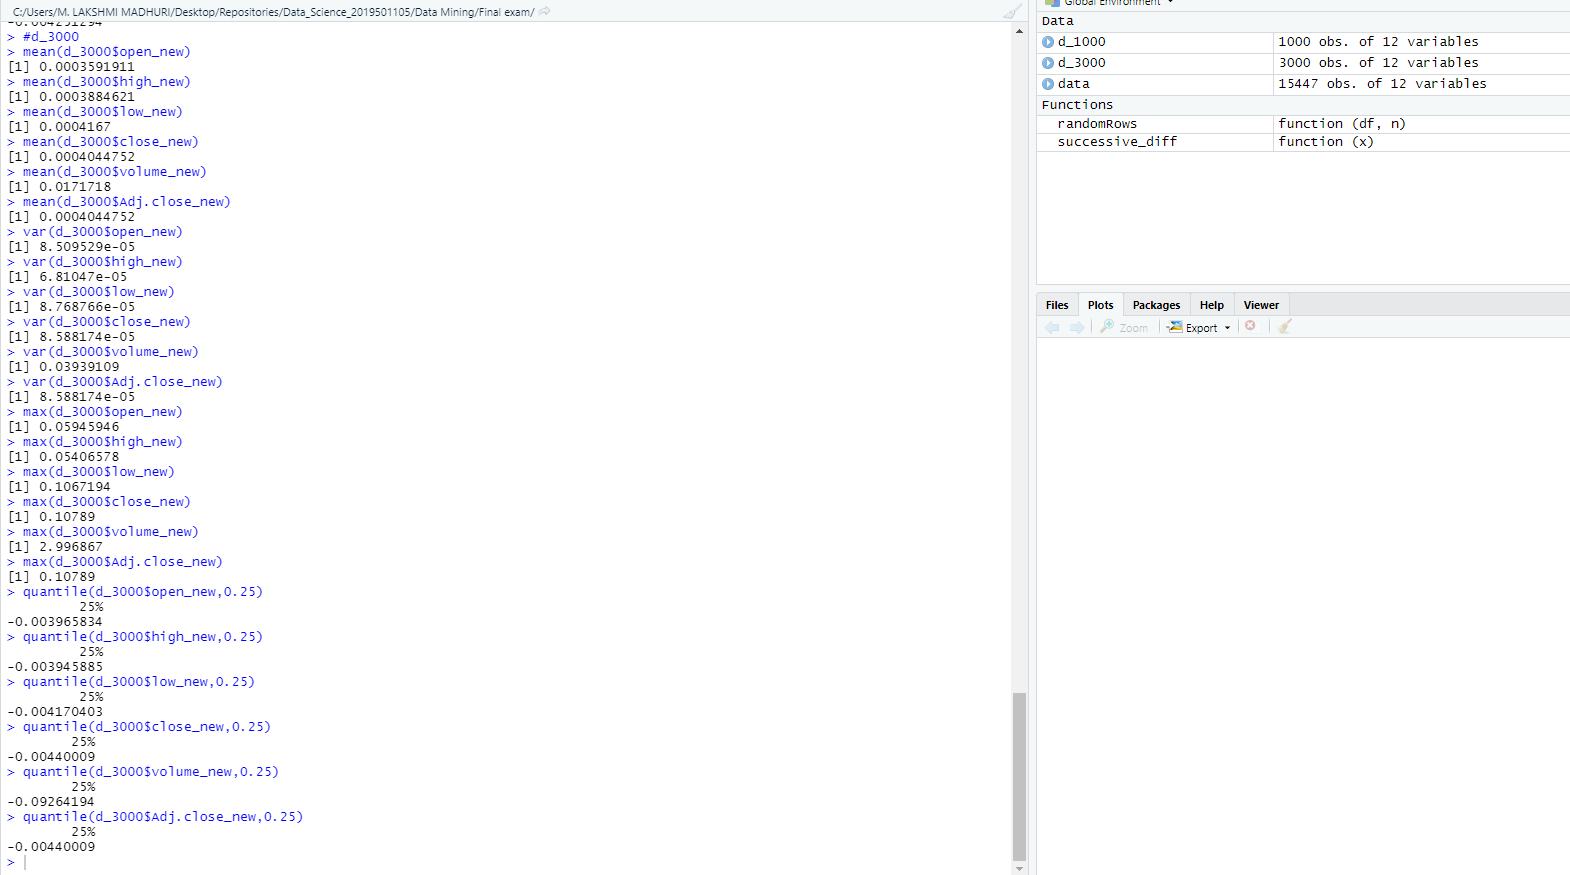 C:/Users/M. LAKSHMI MADHURI/Desktop/Repositories/Data_Science_2019501105/Data Mining/Final exam/
-0.004251294
> #d_3000
> mean(d_3000$open_new)
[1] 0.0003591911
> mean(d_3000$high_new)
[1] 0.0003884621
> mean(d_3000$low_new)
[1] 0.0004167
> mean(d_3000$close_new)
[1] 0.0004044752
> mean(d_3000$volume_new)
[1] 0.0171718
> mean(d_3000$Adj.close_new)
[1] 0.0004044752
> var(d_3000$open_new)
[1] 8.509529e-05
> var(d_3000$high_new)
[1] 6.81047e-05
> var(d_3000$low_new)
[1] 8.768766e-05
> var(d_3000$close_new)
[1] 8.588174e-05
> var(d_3000$volume_new)
[1] 0.03939109
> var(d_3000$Adj.close_new)
[1] 8.588174e-05
> max(d_3000$open_new)
[1] 0.05945946
> max(d_3000$high_new)
[1] 0.05406578
> max(d_3000$low_new)
[1] 0.1067194
> max(d_3000$close_new)
[1] 0.10789
> max(d_3000$volume_new)
[1] 2.996867
> max(d_3000$Adj.close_new)
[1] 0.10789
> quantile(d_3000$open_new,0.25)
25%
-0.003965834
> quantile(d_3000$high_new,0.25)
25%
-0.003945885
> quantile(d_3000$low_new,0.25)
25%
-0.004170403
> quantile(d_3000$close_new,0.25)
25%
-0.00440009
> quantile(d_3000$volume_new,0.25)
25%
-0.09264194
> quantile(d_3000$Adj.close_new,0.25)
25%
-0.00440009
>
Global Environment
Data
d_1000 1000 obs. of 12 variables
d_3000 3000 obs. of 12 variables
data 15447 obs. of 12 variables
Functions
randomRows function (df, n)
successive_diff function (x)
Files Plots Packages Help Viewer
Zoom Export